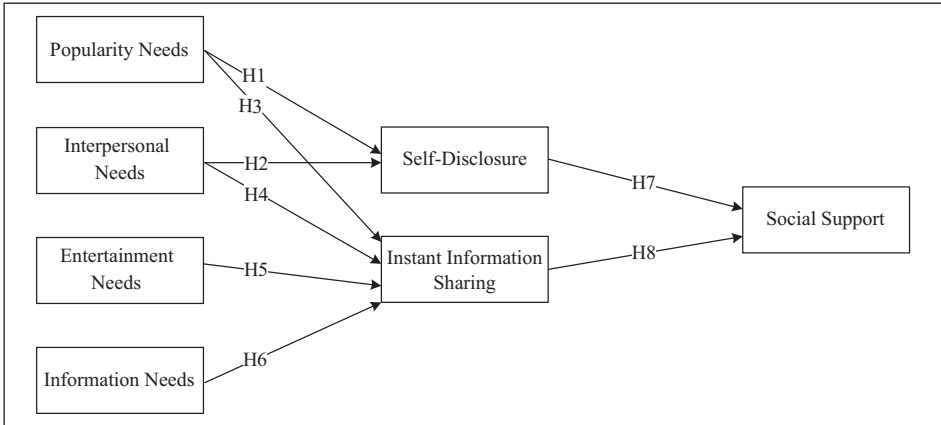 Popularity Needs
H1
H3
Interpersonal
Needs
H2
H4
Self-Disclosure
H7
Social Support
Entertainment
Needs
H5
Instant Information
Sharing
H8
H6
Information Needs